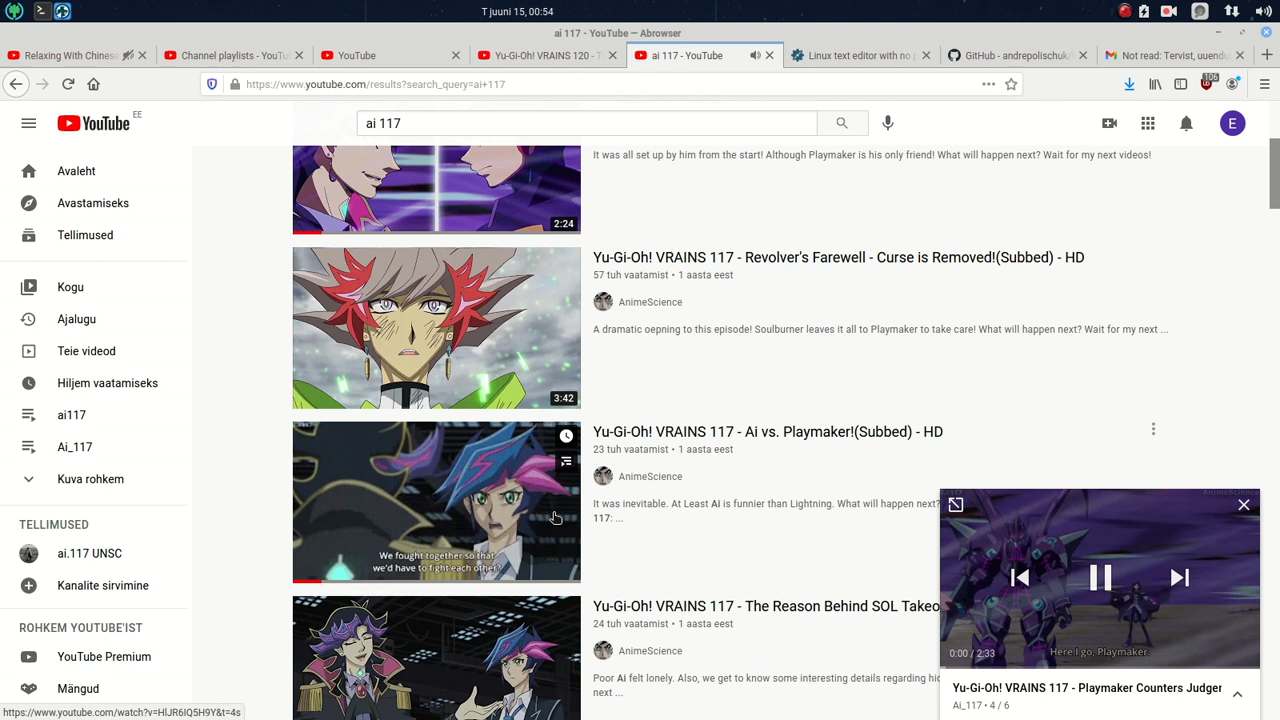 T juuni 15, 00:54
ai 117 - YouTube — Abrowser
Relaxing With Chinese
Channel playlists - YouTu
YouTube
Yu-Gi-Oh! VRAINS 120 - T
ai 117 - YouTube
Linux text editor with no p
GitHub - andrepolischuk/
Not read: Tervist, uuendu
https://www.youtube.com/results?search_query=ai+117
106
YouTube
EE
ai 117
E
Avaleht
Avastamiseks
Tellimused
Kogu
Ajalugu
Teie videod
Hiljem vaatamiseks
ai117
Ai_117
Kuva rohkem
TELLIMUSED
ai.117 UNSC
Kanalite sirvimine
ROHKEM YOUTUBE'IST
YouTube Premium
Mängud
It was all set up by him from the start! Although Playmaker is his only friend! What will happen next? Wait for my next videos!
2:24
Yu-Gi-Oh! VRAINS 117 - Revolver's Farewell - Curse is Removed!(Subbed) - HD
57 tuh vaatamist • 1 aasta eest
AnimeScience
A dramatic oepning to this episode! Soulburner leaves it all to Playmaker to take care! What will happen next? Wait for my next ...
3:42
Yu-Gi-Oh! VRAINS 117 - Ai vs. Playmaker!(Subbed) - HD
23 tuh vaatamist • 1 aasta eest
AnimeScience
It was inevitable. At Least Ai is funnier than Lightning. What will happen next?
117: ...
We fought together so that
we'd have to fight each other?
Yu-Gi-Oh! VRAINS 117 - The Reason Behind SOL Takeo
24 tuh vaatamist • 1 aasta eest
AnimeScience
Poor Ai felt lonely. Also, we get to know some interesting details regarding hi
next ...
AnimeScience
Here I go, Playmaker.
0:00 / 2:33
Yu-Gi-Oh! VRAINS 117 - Playmaker Counters Judger
Ai_117 • 4 / 6
https://www.youtube.com/watch?v=HlJR6IQ5H9Y&t=4s